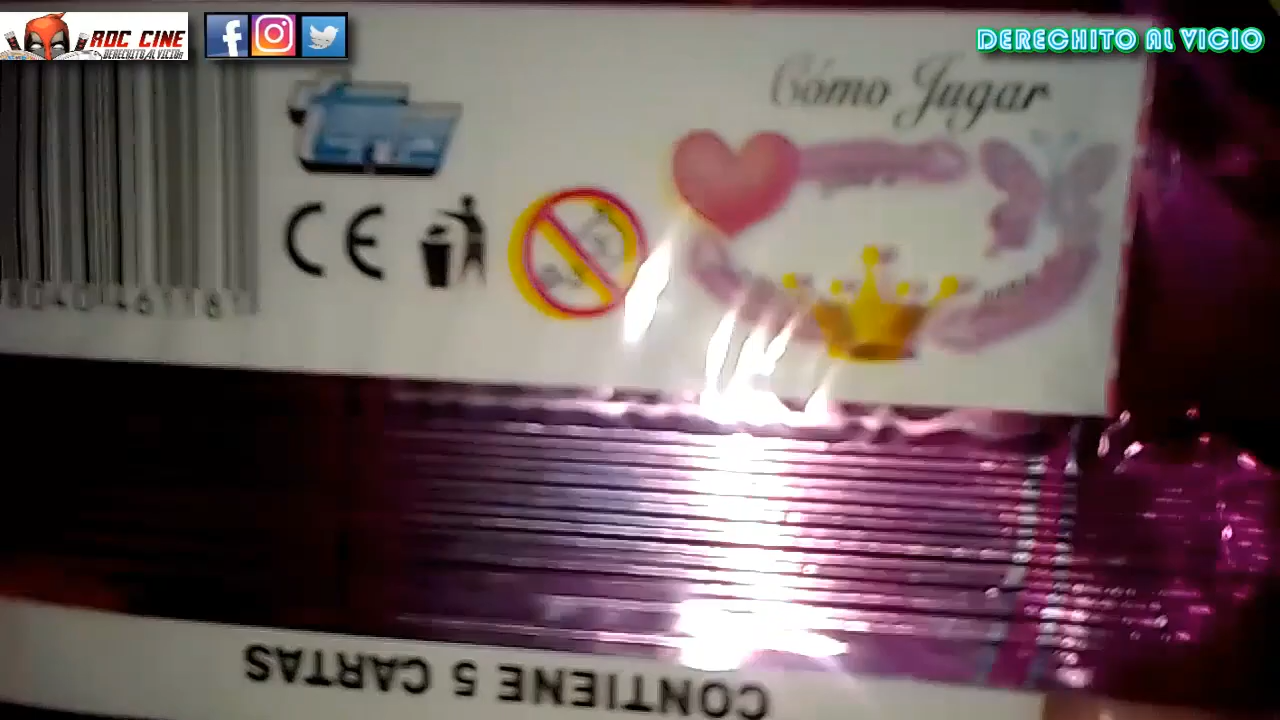 ROC CINE
DERECHITO AL VICIO
DERECHITO AL VICIO
Cómo Jugar
CE
CONTIENE 5 CARTAS